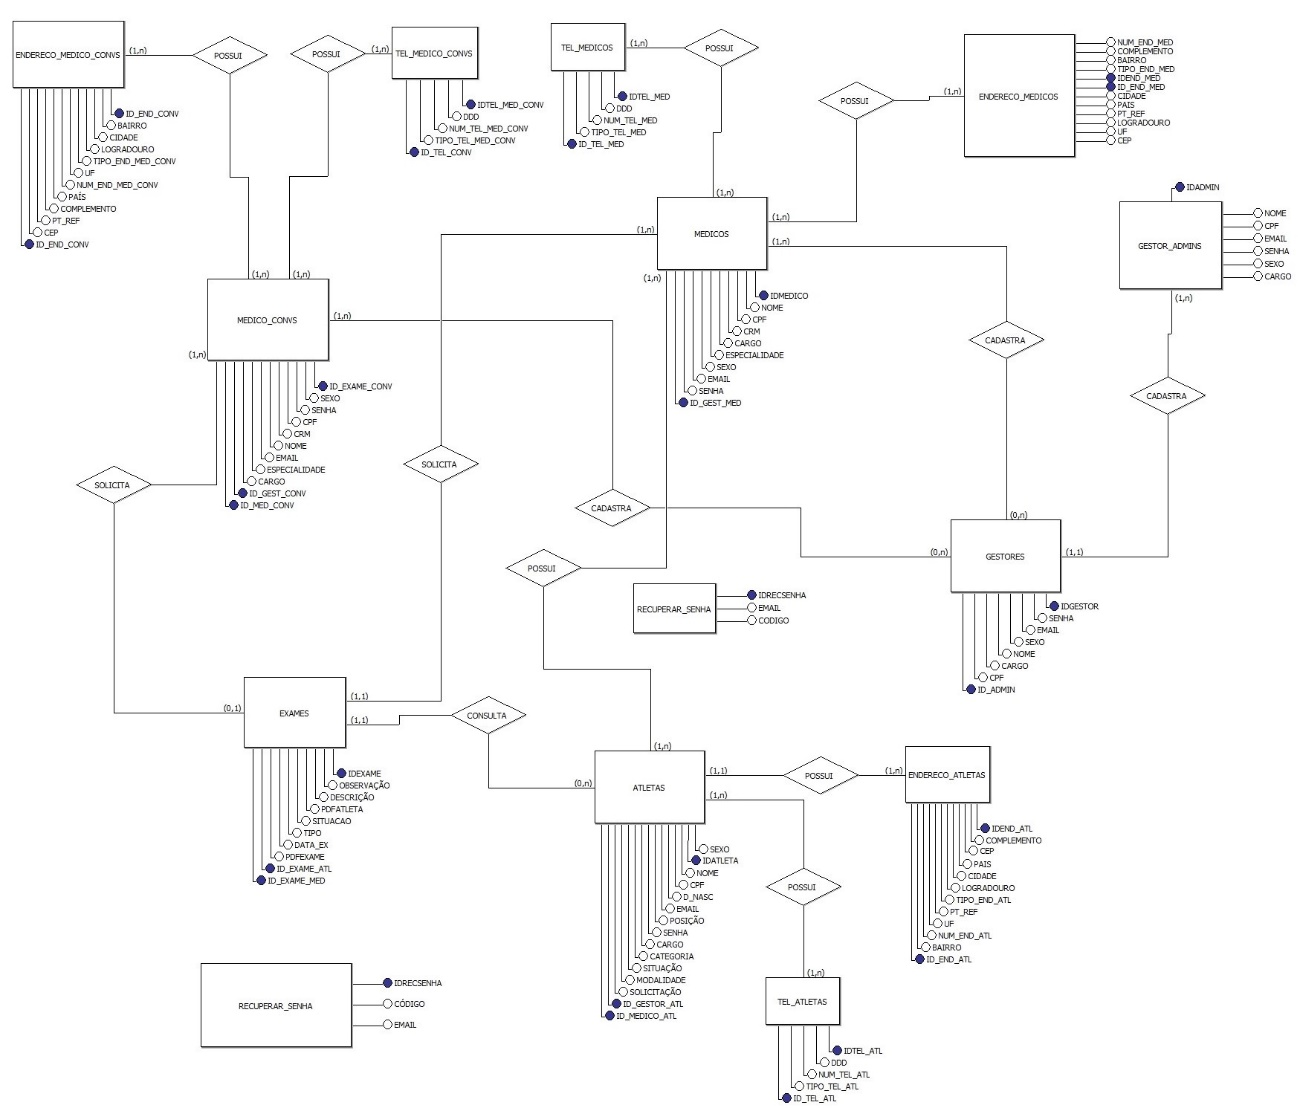 ENDERECO_MEDICO_CONVS
(1,n)
POSSUI
ID_END_CONV
BAIRRO
CIDADE
LOGRADOURO
TIPO_END_MED_CONV
UF
NUM_END_MED_CONV
PAÍS
COMPLEMENTO
PT_REF
CEP
ID_END_CONV
POSSUI
(1,n)
TEL_MEDICO_CONVS
IDTEL_MED_CONV
DDD
NUM_TEL_MED_CONV
TIPO_TEL_MED_CONV
ID_TEL_CONV
TEL_MEDICOS
(1,n)
POSSUI
IDTEL_MED
DDD
NUM_TEL_MED
TIPO_TEL_MED
ID_TEL_MED
POSSUI
(1,n)
ENDERECO_MEDICOS
NUM_END_MED
COMPLEMENTO
BAIRRO
TIPO_END_MED
IDEND_MED
ID_END_MED
CIDADE
PAIS
PT_REF
LOGRADOURO
UF
CEP
IDADMIN
GESTOR_ADMINS
NOME
CPF
EMAIL
SENHA
SEXO
CARGO
(1,n)
CADASTRA
(1,n)
(1,n)
(1,n)
MEDICOS
(1,n)
(1,n)
(1,n)
IDMEDICO
NOME
CPF
CRM
CARGO
ESPECIALIDADE
SEXO
EMAIL
SENHA
ID_GEST_MED
CADASTRA
(1,n)
(1,n)
MEDICO_CONVS
(1,n)
(1,n)
ID_EXAME_CONV
SEXO
SENHA
CPF
CRM
NOME
EMAIL
ESPECIALIDADE
CARGO
ID_GEST_CONV
ID_MED_CONV
SOLICITA
SOLICITA
CADASTRA
(0,n)
(0,n)
GESTORES
(1,1)
IDGESTOR
SENHA
EMAIL
SEXO
NOME
CARGO
CPF
ID_ADMIN
POSSUI
RECUPERAR_SENHA
IDRECSENHA
EMAIL
CODIGO
(0,1)
EXAMES
(1,1)
(1,1)
CONSULTA
IDEXAME
OBSERVAÇÃO
DESCRIÇÃO
PDFATLETA
SITUACAO
TIPO
DATA_EX
PDFEXAME
ID_EXAME_ATL
ID_EXAME_MED
(1,n)
(0,n)
ATLETAS
(1,1)
(1,n)
SEXO
IDATLETA
NOME
CPF
D_NASC
EMAIL
POSIÇÃO
SENHA
CARGO
CATEGORIA
SITUAÇÃO
MODALIDADE
SOLICITAÇÃO
ID_GESTOR_ATL
ID_MEDICO_ATL
POSSUI
(1,n)
ENDERECO_ATLETAS
IDEND_ATL
COMPLEMENTO
CEP
PAIS
CIDADE
LOGRADOURO
TIPO_END_ATL
PT_REF
UF
NUM_END_ATL
BAIRRO
ID_END_ATL
POSSUI
(1,n)
TEL_ATLETAS
IDTEL_ATL
DDD
NUM_TEL_ATL
TIPO_TEL_ATL
ID_TEL_ATL
RECUPERAR_SENHA
IDRECSENHA
CÓDIGO
EMAIL